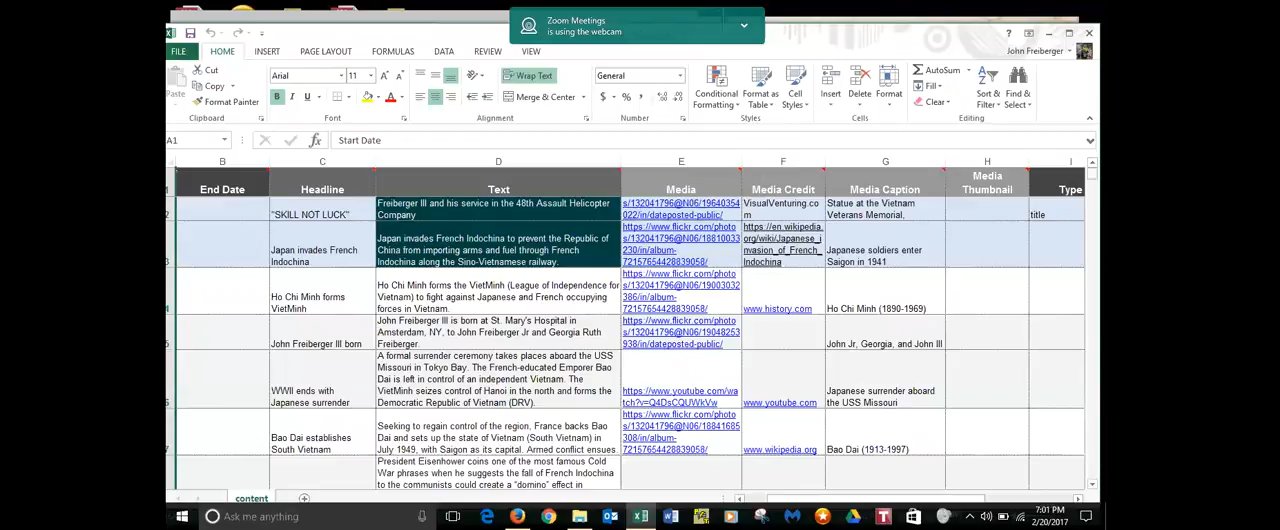 Zoom Meetings
is using the webcam
FILE HOME INSERT PAGE LAYOUT FORMULAS DATA REVIEW VIEW John Freiberger
Cut
Copy
Format Painter
Paste
Clipboard
Arial 11
B I U
Font
Wrap Text
Merge & Center
Alignment
General
$ % ,
Number
Conditional Formatting
Format as Table
Cell Styles
Styles
Insert Delete Format
Cells
AutoSum
Fill
Clear
Sort & Filter
Find & Select
Editing
A1 fx Start Date
B C D E F G H I
End Date Headline Text Media Media Credit Media Caption Media Thumbnail Type
"SKILL NOT LUCK"
Freiberger III and his service in the 48th Assault Helicopter
Company
s/132041796@N06/19640354
022/in/dateposted-public/
VisualVenturing.co
m
Statue at the Vietnam
Veterans Memorial,
title
Japan invades French
Indochina
Japan invades French Indochina to prevent the Republic of
China from importing arms and fuel through French
Indochina along the Sino-Vietnamese railway.
https://www.flickr.com/photo
s/132041796@N06/18810033
230/in/album-
72157654428839058/
https://en.wikipedia.
org/wiki/Japanese_i
nvasion_of_French_
Indochina
Japanese soldiers enter
Saigon in 1941
Ho Chi Minh forms
VietMinh
Ho Chi Minh forms the VietMinh (League of Independence for
Vietnam) to fight against Japanese and French occupying
forces in Vietnam.
https://www.flickr.com/photo
s/132041796@N06/19003032
386/in/album-
72157654428839058/
www.history.com
Ho Chi Minh (1890-1969)
John Freiberger III born
John Freiberger III is born at St. Mary's Hospital in
Amsterdam, NY, to John Freiberger Jr and Georgia Ruth
Freiberger.
https://www.flickr.com/photo
s/132041796@N06/19048253
938/in/dateposted-public/
John Jr, Georgia, and John III
WWII ends with
Japanese surrender
A formal surrender ceremony takes places aboard the USS
Missouri in Tokyo Bay. The French-educated Emporer Bao
Dai is left in control of an independent Vietnam. The
VietMinh seizes control of Hanoi in the north and forms the
Democratic Republic of Vietnam (DRV).
https://www.youtube.com/wa
tch?v=Q4DsCQUWkVw
www.youtube.com
Japanese surrender aboard
the USS Missouri
Bao Dai establishes
South Vietnam
Seeking to regain control of the region, France backs Bao
Dai and sets up the state of Vietnam (South Vietnam) in
July 1949, with Saigon as its capital. Armed conflict ensues.
https://www.flickr.com/photo
s/132041796@N06/18841685
308/in/album-
72157654428839058/
www.wikipedia.org
Bao Dai (1913-1997)
President Eisenhower coins one of the most famous Cold
War phrases when he suggests the fall of French Indochina
to the communists could create a "domino" effect in
content
Ask me anything
7:01 PM
2/20/2017